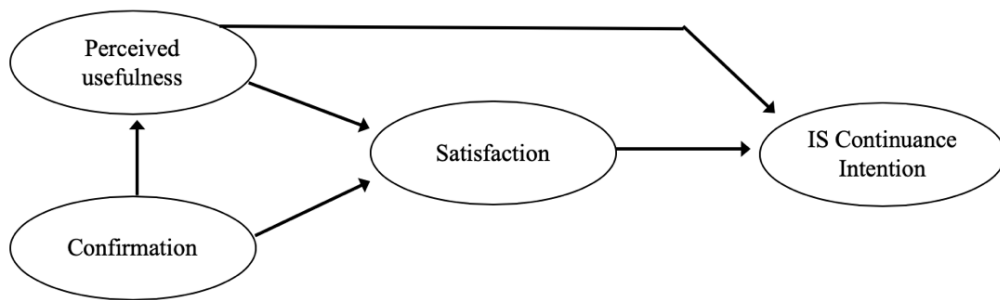 Perceived
usefulness
Satisfaction
IS Continuance
Intention
Confirmation